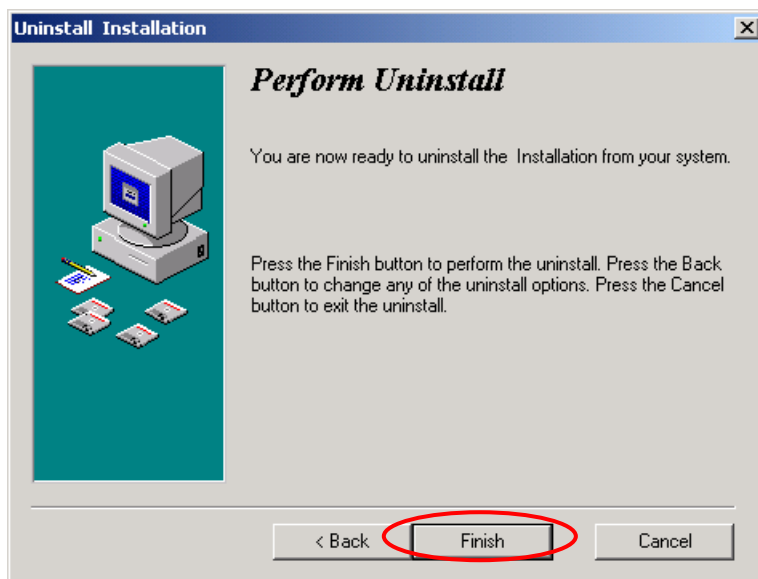 Uninstall Installation
Perform Uninstall
You are now ready to uninstall the  Installation from your system.
Press the Finish button to perform the uninstall. Press the Back
button to change any of the uninstall options. Press the Cancel
button to exit the uninstall.
< Back
Finish
Cancel